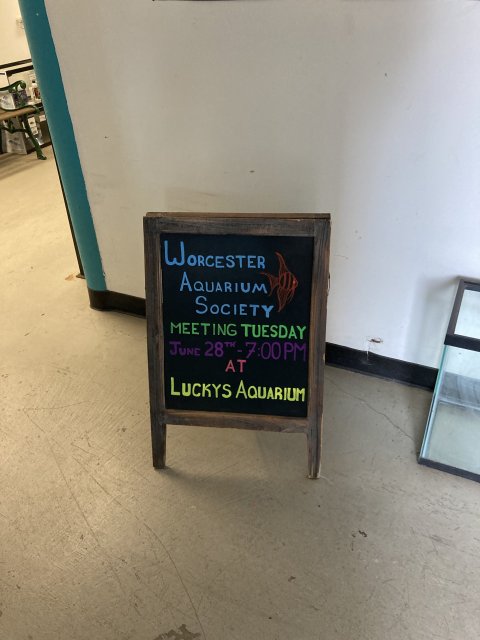 WORCESTER
AQUARIUM
SOCIETY
MEETING TUESDAY
JUNE 28TH - 7:00PM
AT
LUCKYS AQUARIUM